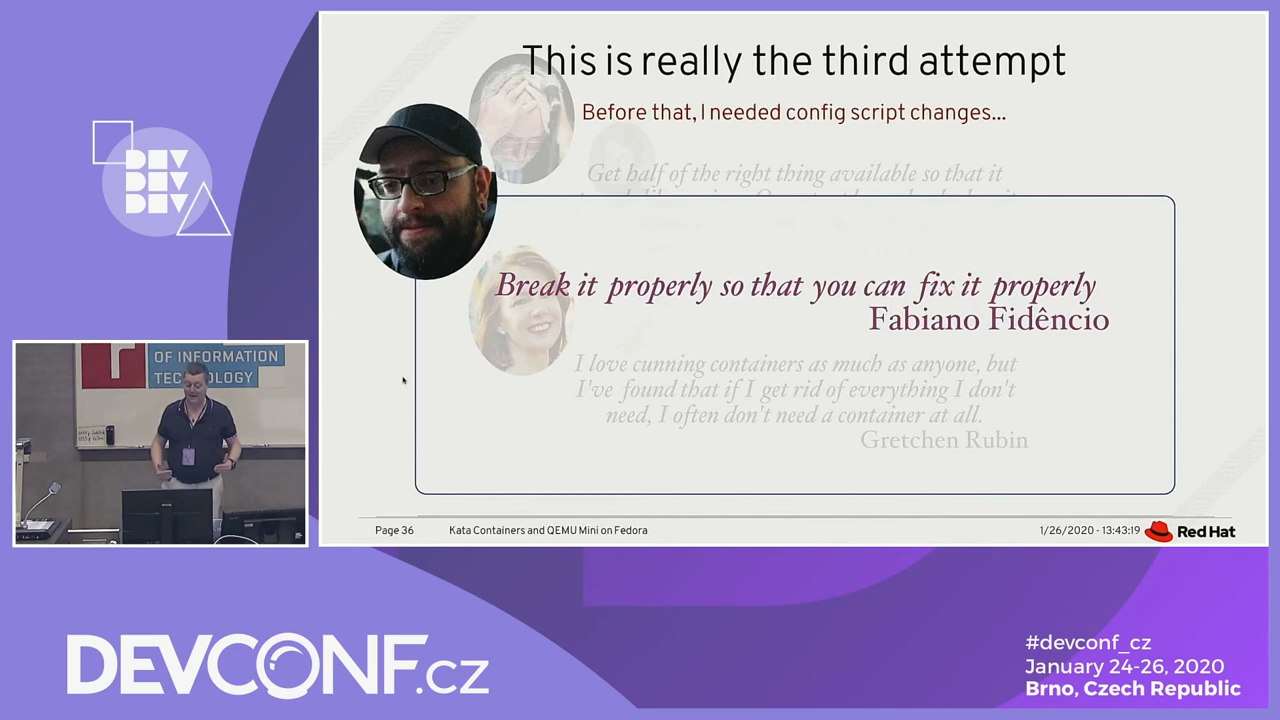 This is really the third attempt
Before that, I needed config script changes...
Get half of the right thing available so that it
Break it properly so that you can fix it properly
Fabiano Fidêncio
I love cunning containers as much as anyone, but
I've found that if I get rid of everything I don't
need, I often don't need a container at all.
Gretchen Rubin
Page 36
Kata Containers and QEMU Mini on Fedora
1/26/2020 - 13:43:19
Red Hat
DEV
DEV
DEV
OF INFORMATION
TECHNOLOGY
DEVCONF.cz
#devconf_cz
January 24-26, 2020
Brno, Czech Republic